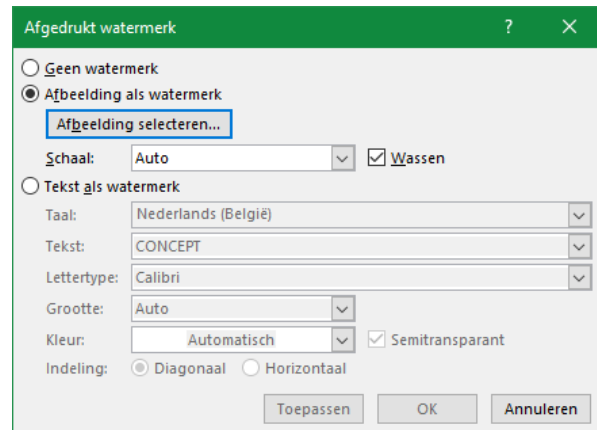 Afgedrukt watermerk ? ×
Geen watermerk
Afbeelding als watermerk
Afbeelding selecteren...
Schaal: Auto Wassen
Tekst als watermerk
Taal: Nederlands (België)
Tekst: CONCEPT
Lettertype: Calibri
Grootte: Auto
Kleur: Automatisch Semitransparant
Indeling: Diagonaal Horizontaal
Toepassen OK Annuleren